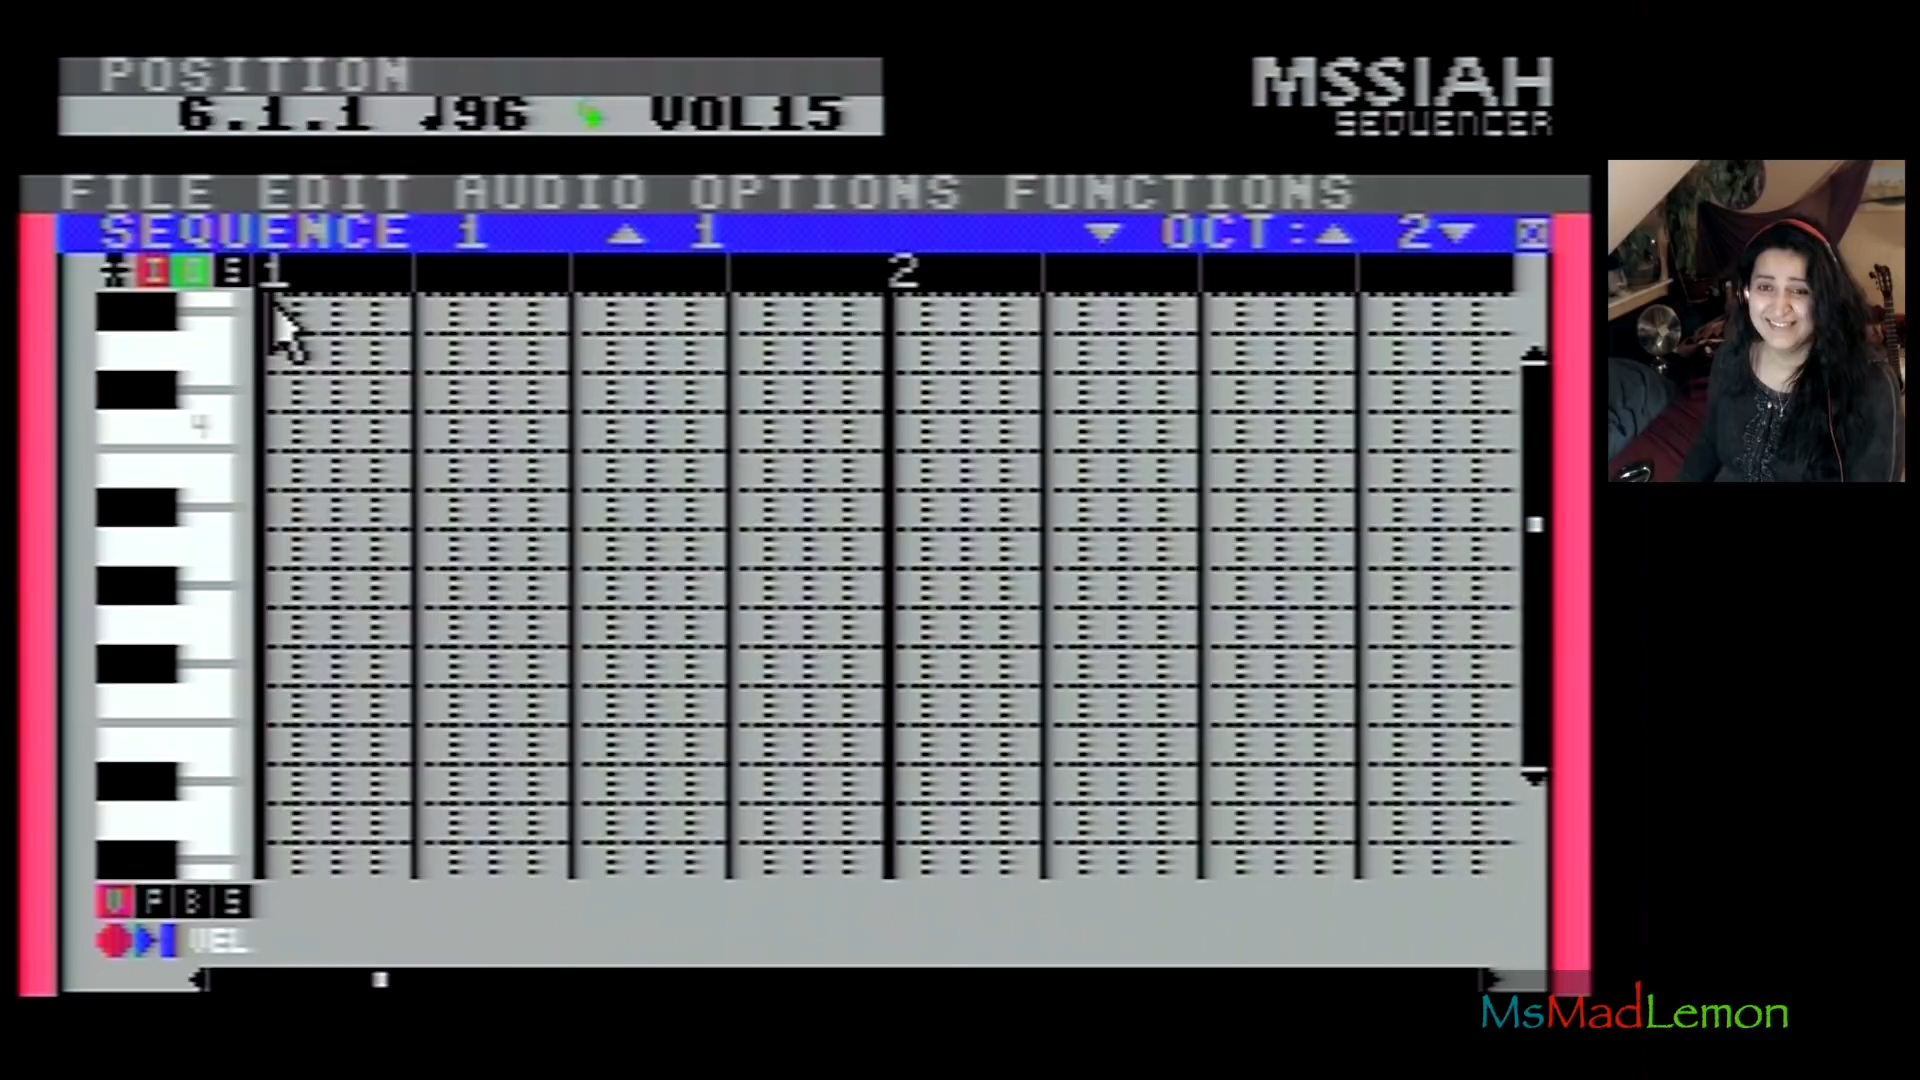 POSITION
6.1.1 ♩96 VOL15
MSSIAH
SEQUENCER
FILE EDIT AUDIO OPTIONS FUNCTIONS
SEQUENCE 1 ▲ 1 ▼ OCT:▲ 2▼
# I O S 1 2
4
V P B S
VEL
MsMadLemon